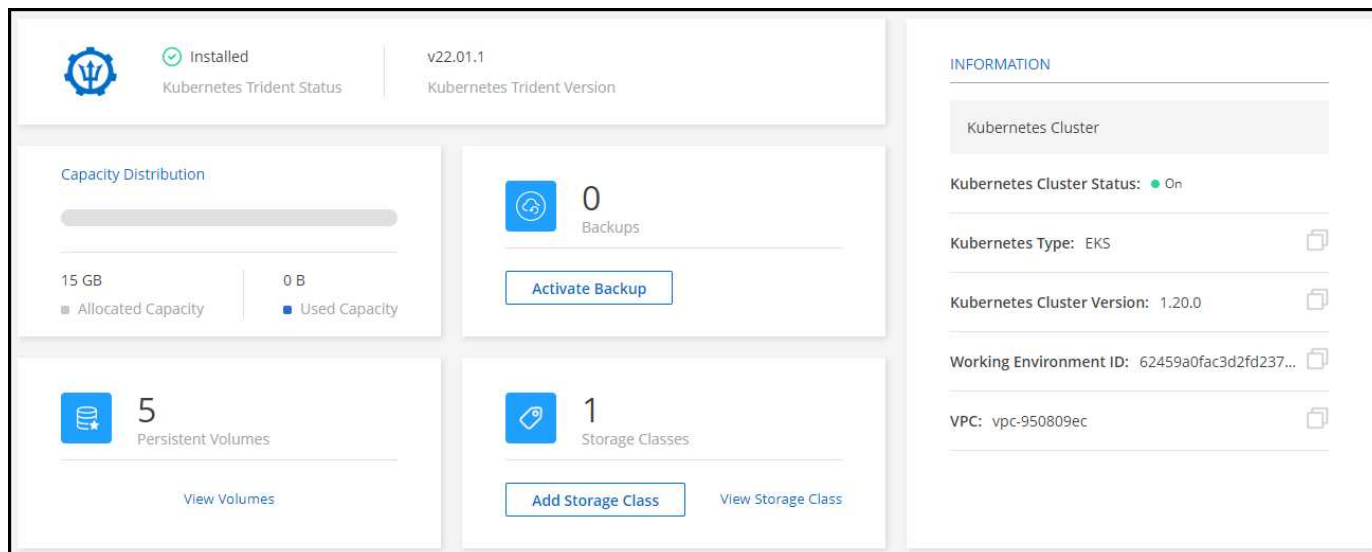 Installed
Kubernetes Trident Status
v22.01.1
Kubernetes Trident Version
Capacity Distribution
15 GB
Allocated Capacity
0 B
Used Capacity
0
Backups
Activate Backup
5
Persistent Volumes
View Volumes
1
Storage Classes
Add Storage Class
View Storage Class
INFORMATION
Kubernetes Cluster
Kubernetes Cluster Status: On
Kubernetes Type: EKS
Kubernetes Cluster Version: 1.20.0
Working Environment ID: 62459a0fac3d2fd237...
VPC: vpc-950809ec